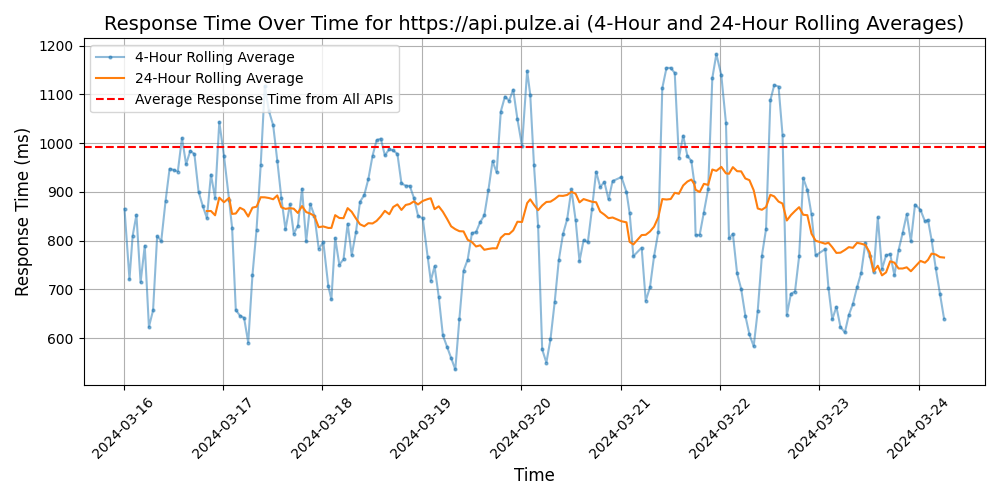 Response Time Over Time for https://api.pulze.ai (4-Hour and 24-Hour Rolling Averages)
4-Hour Rolling Average
24-Hour Rolling Average
Average Response Time from All APIs
Response Time (ms)
1200
1100
1000
900
800
700
600
2024-03-16
2024-03-17
2024-03-18
2024-03-19
2024-03-20
2024-03-21
2024-03-22
2024-03-23
2024-03-24
Time